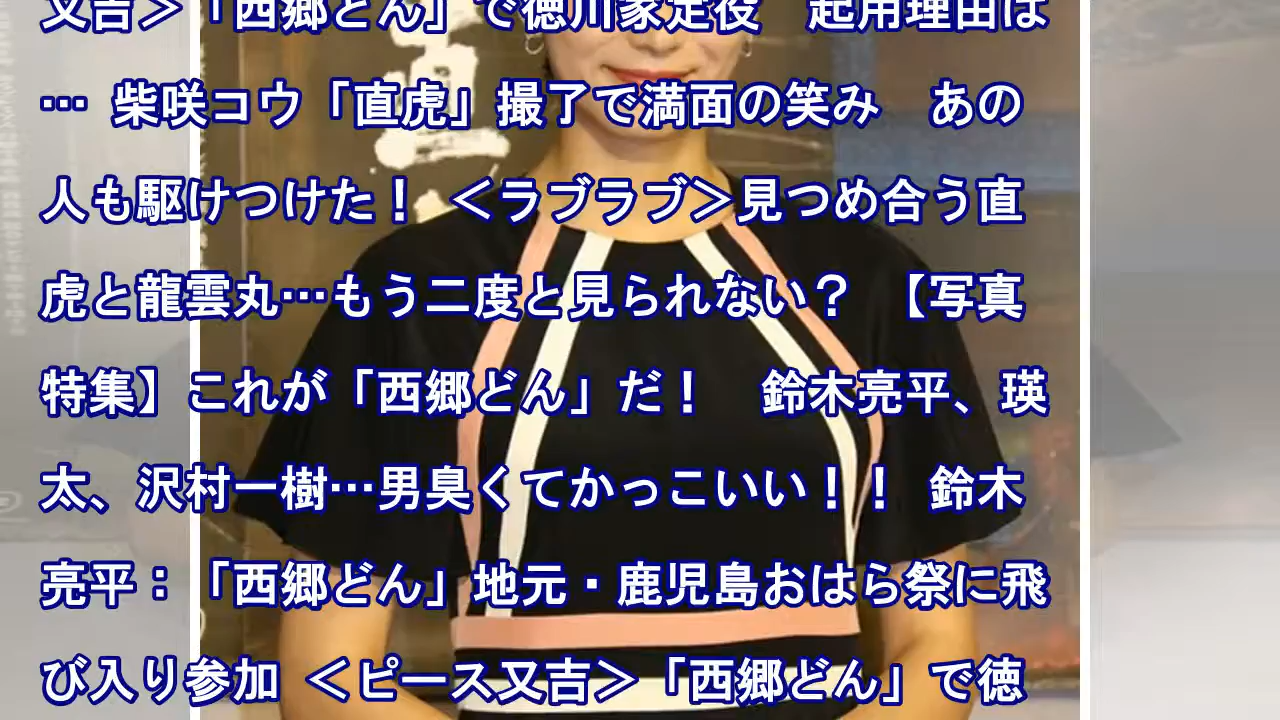 又吉＞「西郷どん」で徳川家定役　起用理由は
… 柴咲コウ「直虎」撮了で満面の笑み　あの
人も駆けつけた！ ＜ラブラブ＞見つめ合う直
虎と龍雲丸…もう二度と見られない？ 【写真
特集】これが「西郷どん」だ！　鈴木亮平、瑛
太、沢村一樹…男臭くてかっこいい！！ 鈴木
亮平：「西郷どん」地元・鹿児島おはら祭に飛
び入り参加 ＜ピース又吉＞「西郷どん」で徳